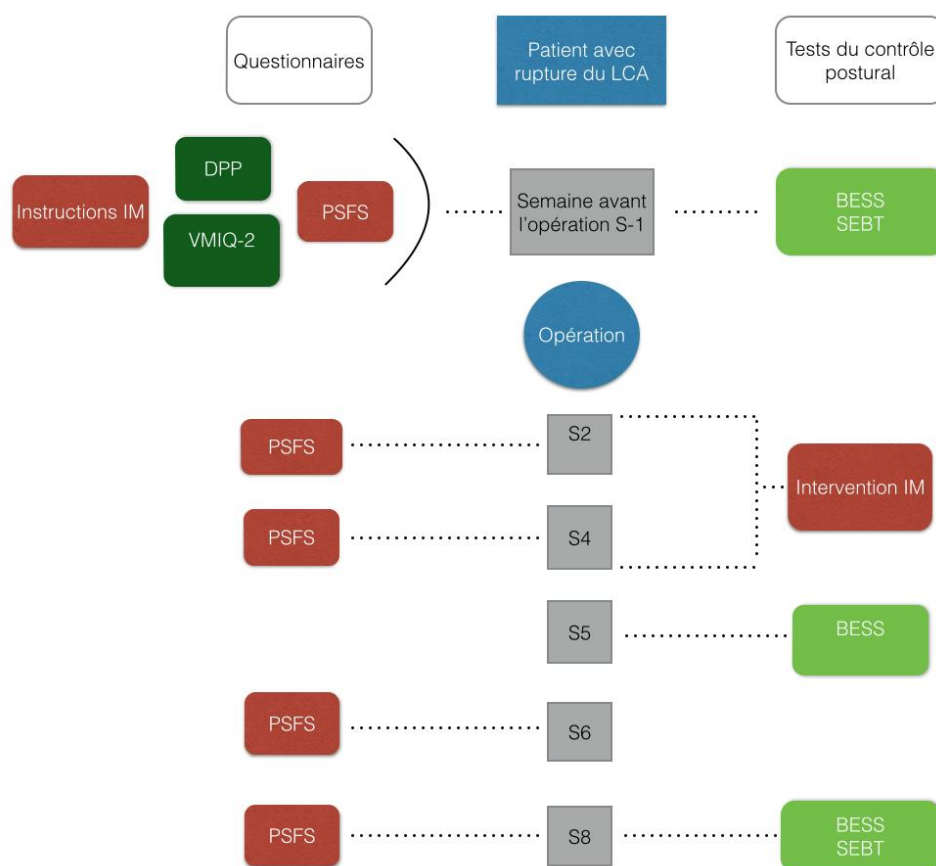 Questionnaires
Patient avec
rupture du LCA
Tests du contrôle
postural
Instructions IM
DPP
VMIQ-2
PSFS
Semaine avant
l'opération S-1
BESS
SEBT
Opération
PSFS
S2
Intervention IM
PSFS
S4
S5
BESS
PSFS
S6
PSFS
S8
BESS
SEBT